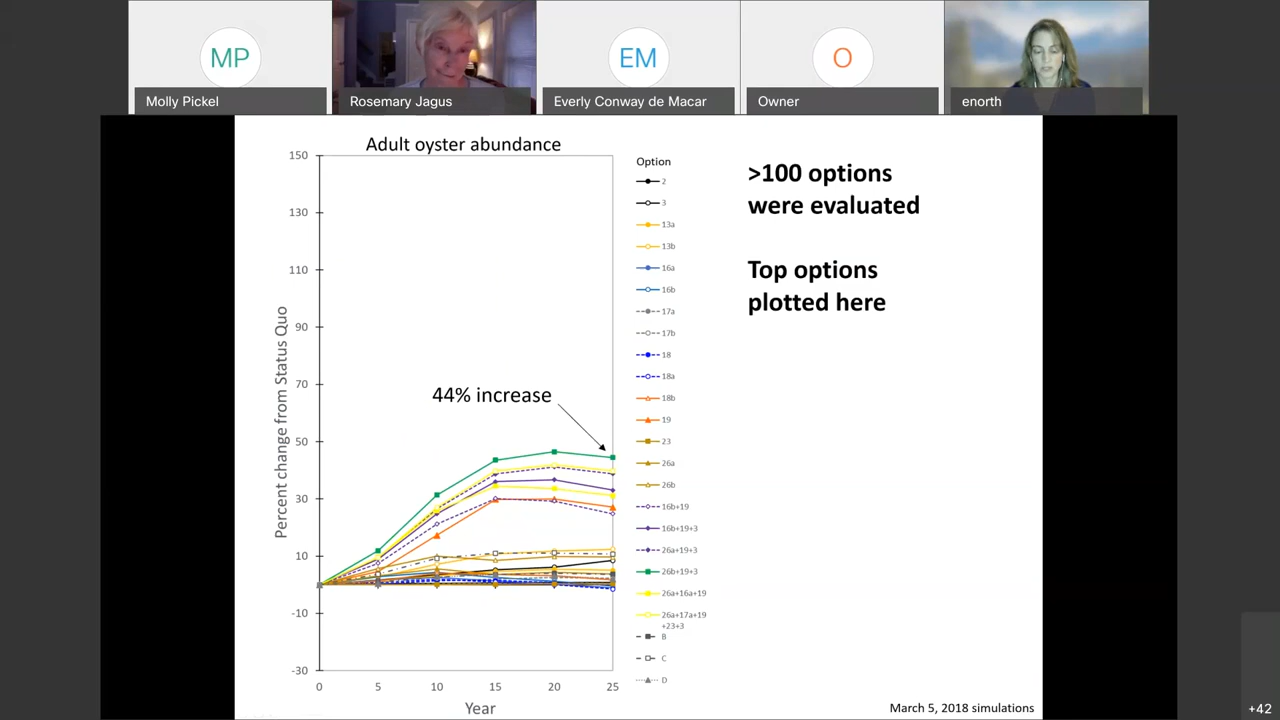 MP
EM
O
Molly Pickel
Rosemary Jagus
Everly Conway de Macar
Owner
enorth
Adult oyster abundance
150
130
110
90
70
50
30
10
-10
-30
Percent change from Status Quo
44% increase
0
5
10
15
20
25
Year
Option
2
3
13a
13b
16a
16b
17a
17b
18
18a
18b
19
23
26a
26b
16b+19
16b+19+3
26a+19+3
26b+19+3
26a+16a+19
26a+17a+19
+23+3
B
C
D
>100 options
were evaluated
Top options
plotted here
March 5, 2018 simulations
+42